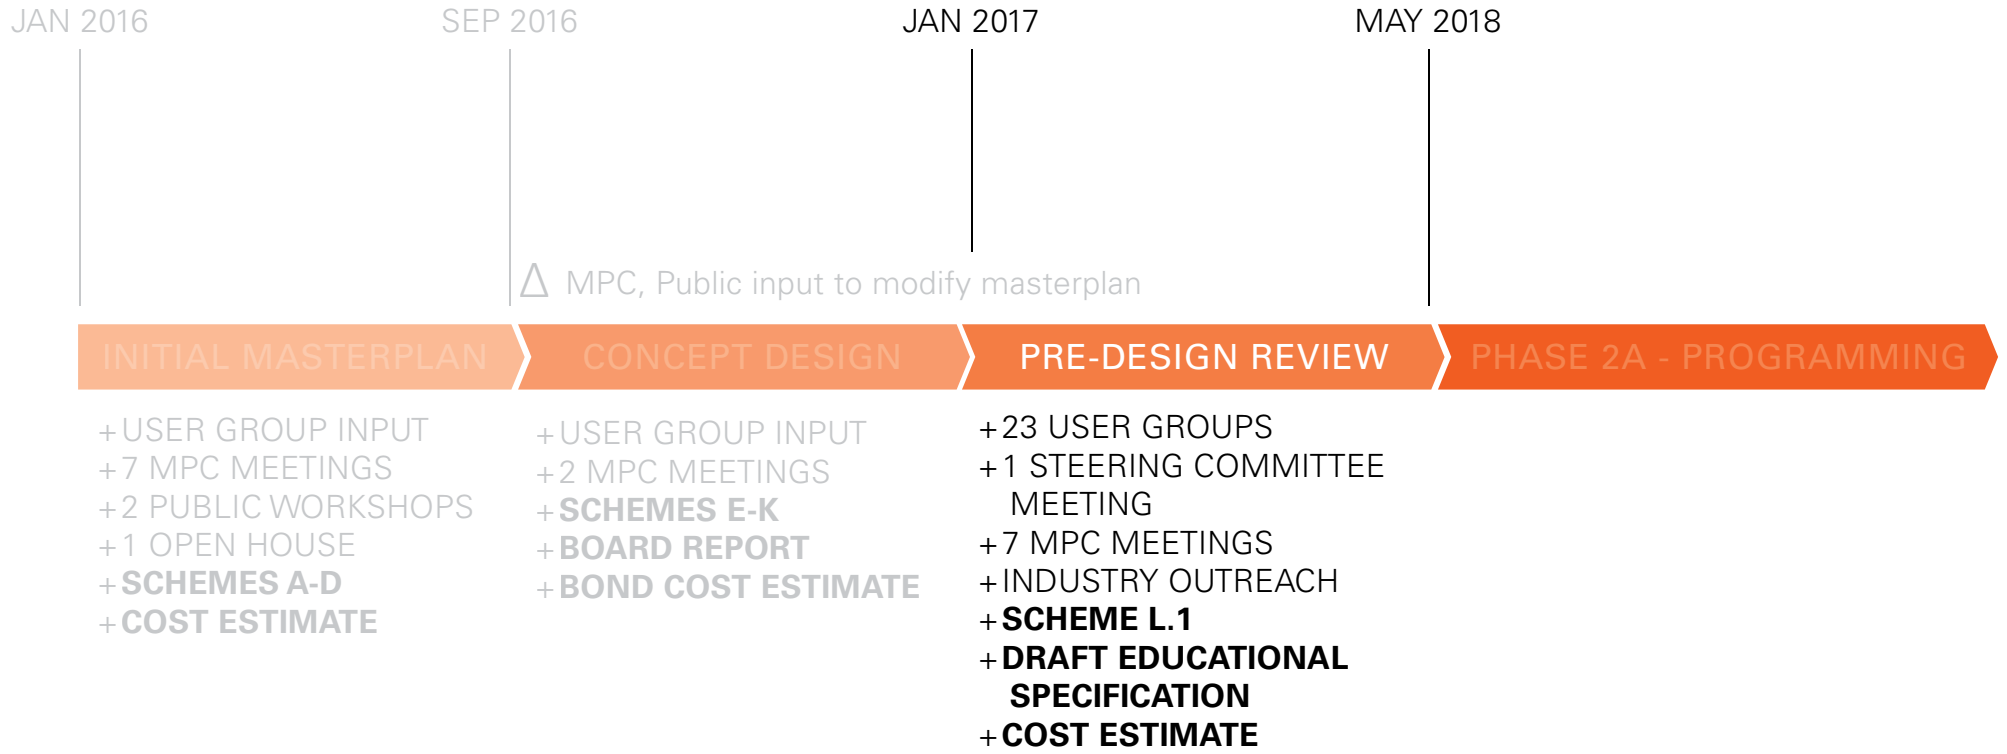 JAN 2016
SEP 2016
JAN 2017
MAY 2018
Δ MPC, Public input to modify masterplan
INITIAL MASTERPLAN
CONCEPT DESIGN
PRE-DESIGN REVIEW
PHASE 2A - PROGRAMMING
+USER GROUP INPUT
+7 MPC MEETINGS
+2 PUBLIC WORKSHOPS
+1 OPEN HOUSE
+SCHEMES A-D
+COST ESTIMATE
+USER GROUP INPUT
+2 MPC MEETINGS
+SCHEMES E-K
+BOARD REPORT
+BOND COST ESTIMATE
+23 USER GROUPS
+1 STEERING COMMITTEE
MEETING
+7 MPC MEETINGS
+INDUSTRY OUTREACH
+SCHEME L.1
+DRAFT EDUCATIONAL
SPECIFICATION
+COST ESTIMATE